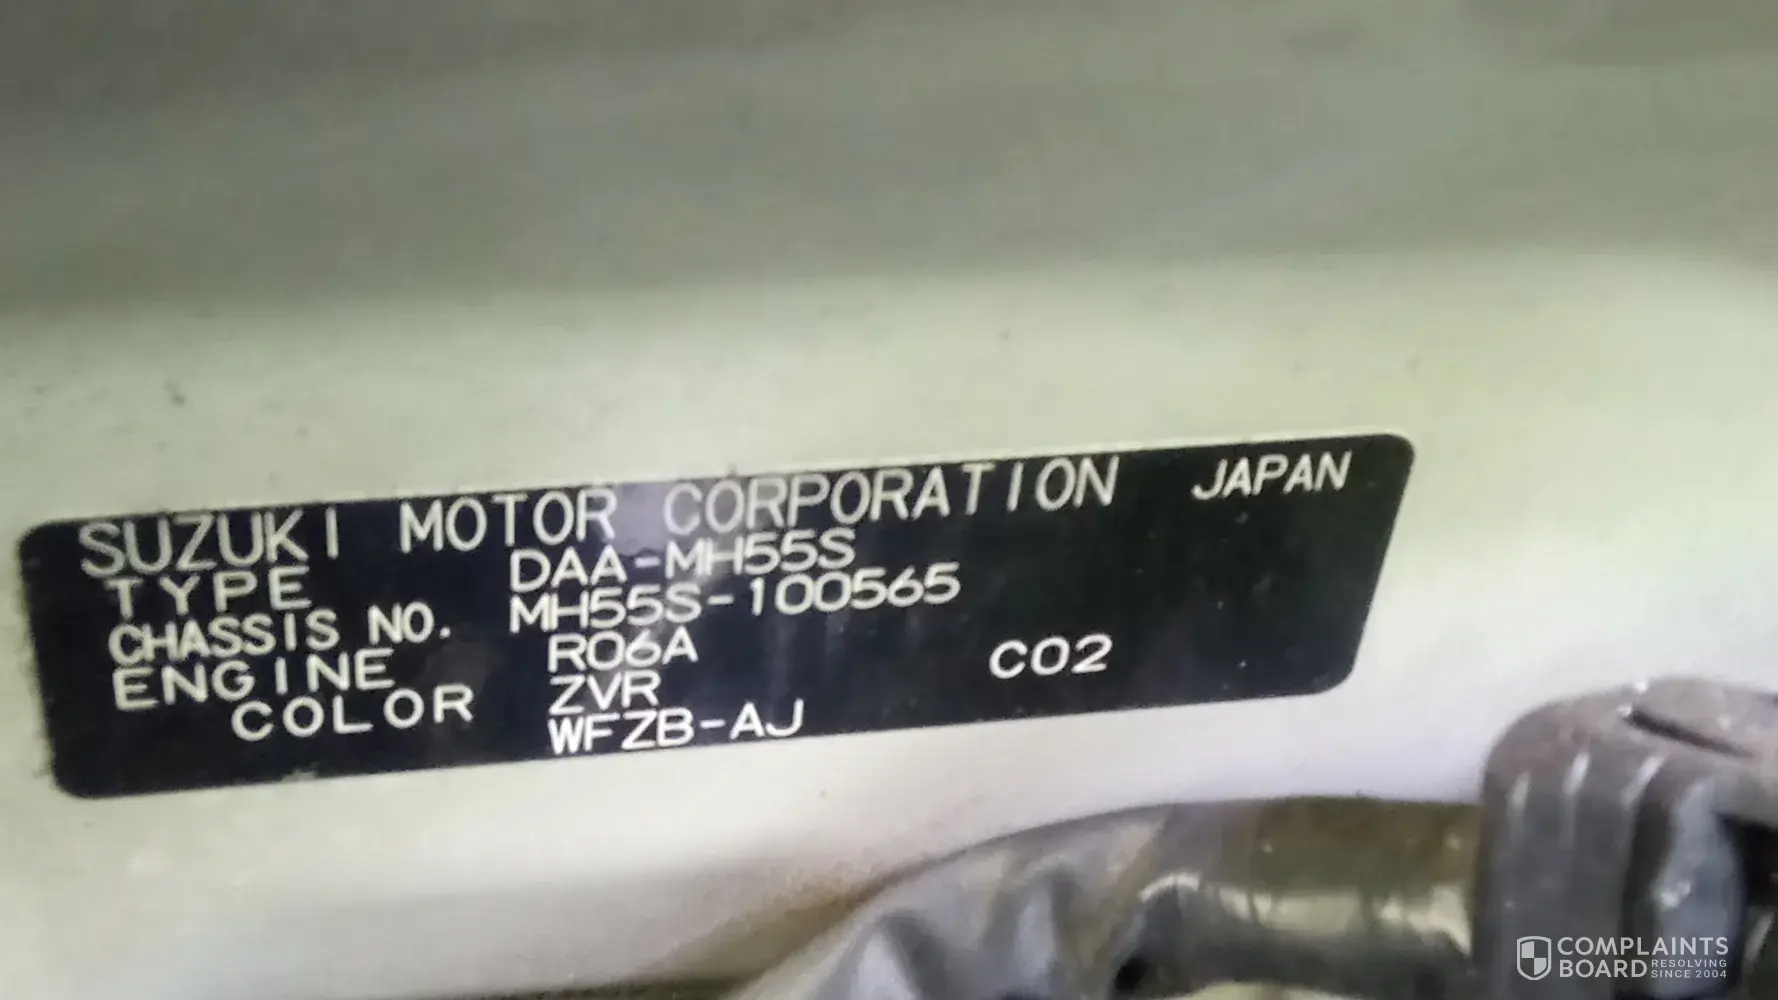 SUZUKI MOTOR CORPORATION JAPAN
TYPE DAA-MH55S
CHASSIS NO. MH55S-100565
ENGINE R06A C02
COLOR ZVR
WFZB-AJ
COMPLAINTS
BOARD RESOLVING SINCE 2004